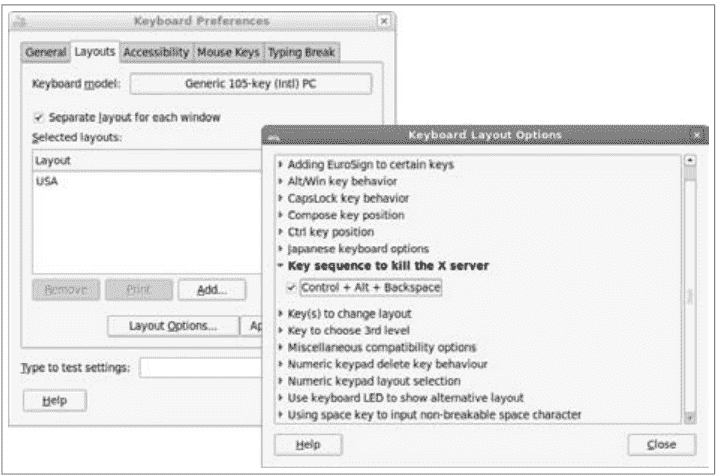 Keyboard Preferences
General Layouts Accessibility Mouse Keys Typing Break
Keyboard model: Generic 105-key (Intl) PC
Separate layout for each window
Selected layouts:
Layout
USA
Remove Print Add...
Layout Options... Ap
Type to test settings:
Help
Keyboard Layout Options
Adding EuroSign to certain keys
Alt/Win key behavior
CapsLock key behavior
Compose key position
Ctrl key position
Japanese keyboard options
Key sequence to kill the X server
Control + Alt + Backspace
Key(s) to change layout
Key to choose 3rd level
Miscellaneous compatibility options
Numeric keypad delete key behaviour
Numeric keypad layout selection
Use keyboard LED to show alternative layout
Using space key to input non-breakable space character
Help Close